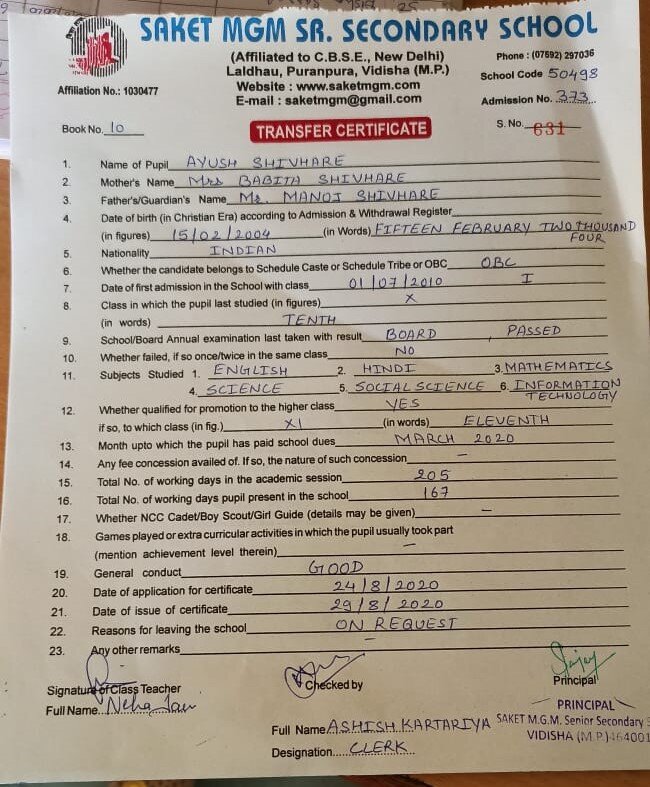 SAKET MGM SR. SECONDARY SCHOOL
(Affiliated to C.B.S.E., New Delhi)
Phone : (07592) 297036
Laldhau, Puranpura, Vidisha (M.P.)
School Code 50498
Affiliation No.: 1030477
Website : www.saketmgm.com
E-mail : saketmgm@gmail.com
Admission No. 373
Book No. 10
TRANSFER CERTIFICATE
S. No. 631
1. Name of Pupil AYUSH SHIVHARE
2. Mother's Name Mrs BABITA SHIVHARE
3. Father's/Guardian's Name Mr. MANOJ SHIVHARE
4. Date of birth (in Christian Era) according to Admission & Withdrawal Register
(in figures) 15/02/2004 (in Words) FIFTEEN FEBRUARY TWO THOUSAND
FOUR
5. Nationality INDIAN
6. Whether the candidate belongs to Schedule Caste or Schedule Tribe or OBC OBC
7. Date of first admission in the School with class 01/07/2010 I
8. Class in which the pupil last studied (in figures) X
(in words) TENTH
9. School/Board Annual examination last taken with result BOARD, PASSED
10. Whether failed, if so once/twice in the same class NO
11. Subjects Studied 1. ENGLISH 2. HINDI 3. MATHEMATICS
4. SCIENCE 5. SOCIAL SCIENCE 6. INFORMATION
TECHNOLOGY
12. Whether qualified for promotion to the higher class YES
if so, to which class (in fig.) XI (in words) ELEVENTH
13. Month upto which the pupil has paid school dues MARCH 2020
14. Any fee concession availed of. If so, the nature of such concession –
15. Total No. of working days in the academic session 205
16. Total No. of working days pupil present in the school 167
17. Whether NCC Cadet/Boy Scout/Girl Guide (details may be given) –
18. Games played or extra curricular activities in which the pupil usually took part
(mention achievement level therein) –
19. General conduct GOOD
20. Date of application for certificate 24/8/2020
21. Date of issue of certificate 29/8/2020
22. Reasons for leaving the school ON REQUEST
23. Any other remarks –
Signature of Class Teacher
Checked by
Principal
Full Name Neha Jain
PRINCIPAL
Full Name ASHISH KARTARIYA
SAKET M.G.M. Senior Secondary
Designation CLERK
VIDISHA (M.P.) 464001